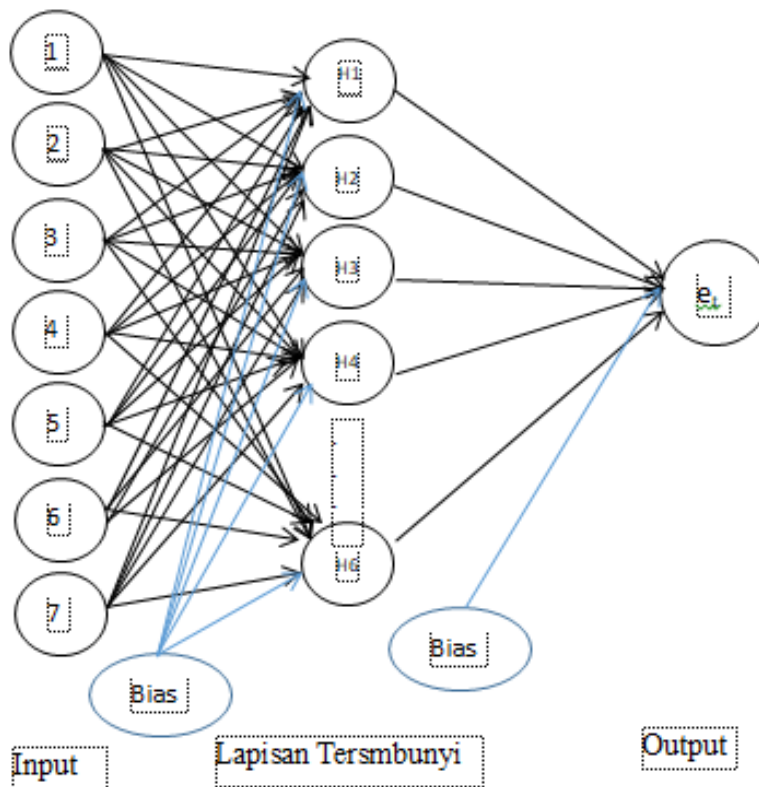 1
2
3
4
5
6
7
H1
H2
H3
H4
.
.
.
H6
e,
Bias
Bias
Input
Lapisan Tersmbunyi
Output